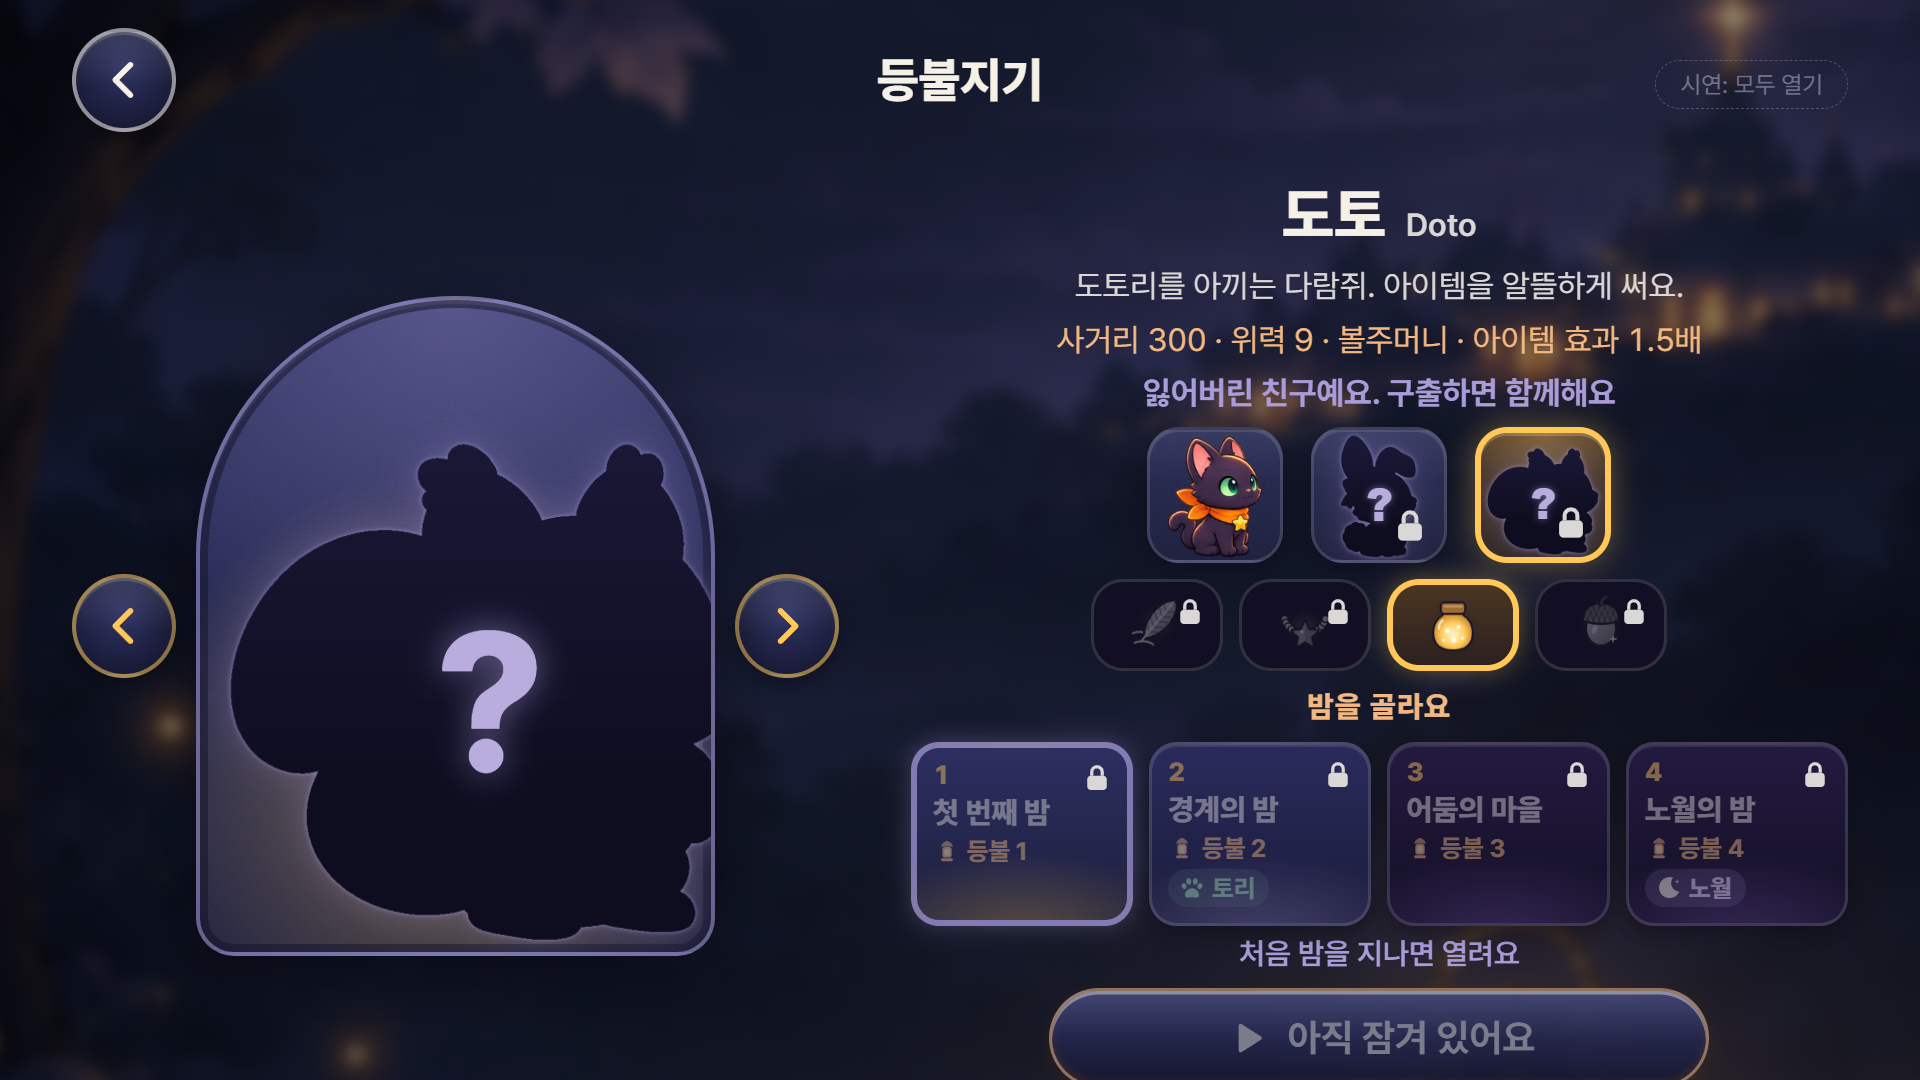 등불지기
시연: 모두 열기
도토 Doto
도토리를 아끼는 다람쥐. 아이템을 알뜰하게 써요.
사거리 300 · 위력 9 · 볼주머니 · 아이템 효과 1.5배
잃어버린 친구예요. 구출하면 함께해요
?
?
?
밤을 골라요
1
첫 번째 밤
등불 1
2
경계의 밤
등불 2
토리
3
어둠의 마을
등불 3
4
노월의 밤
등불 4
노월
처음 밤을 지나면 열려요
아직 잠겨 있어요